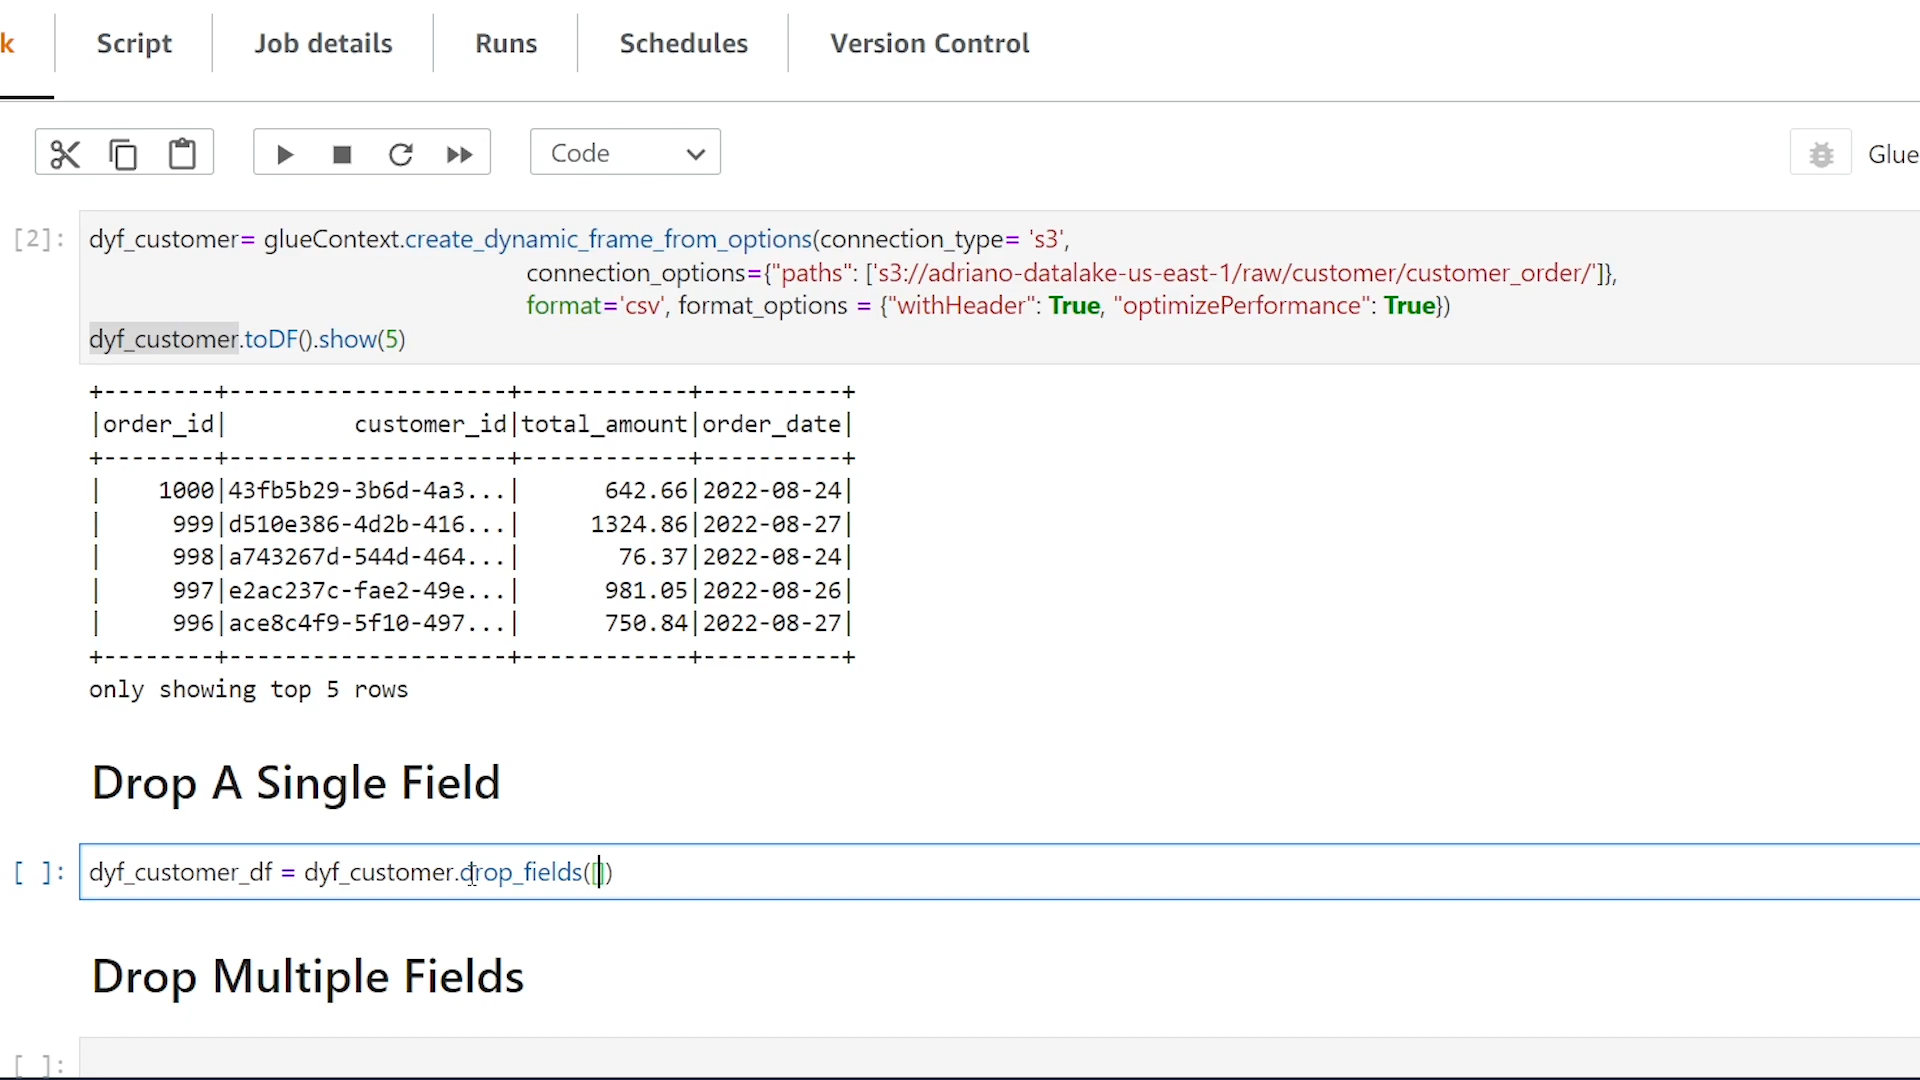 k
Script
Job details
Runs
Schedules
Version Control
Code
Glue
[2]:
dyf_customer= glueContext.create_dynamic_frame_from_options(connection_type= 's3',
connection_options={"paths": ['s3://adriano-datalake-us-east-1/raw/customer/customer_order/']},
format='csv', format_options = {"withHeader": True, "optimizePerformance": True})
dyf_customer.toDF().show(5)
+--------+--------------------+------------+----------+
|order_id|         customer_id|total_amount|order_date|
+--------+--------------------+------------+----------+
|    1000|43fb5b29-3b6d-4a3...|      642.66|2022-08-24|
|     999|d510e386-4d2b-416...|     1324.86|2022-08-27|
|     998|a743267d-544d-464...|       76.37|2022-08-24|
|     997|e2ac237c-fae2-49e...|      981.05|2022-08-26|
|     996|ace8c4f9-5f10-497...|      750.84|2022-08-27|
+--------+--------------------+------------+----------+
only showing top 5 rows
Drop A Single Field
[ ]:
dyf_customer_df = dyf_customer.drop_fields([])
Drop Multiple Fields
[ ]: